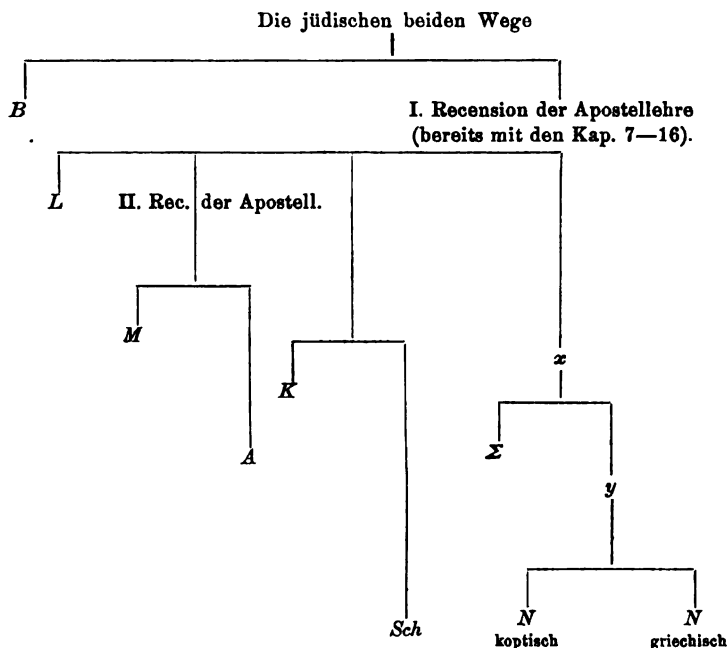 Die jüdischen beiden Wege
B
I. Recension der Apostellehre
(bereits mit den Kap. 7—16).
L
II. Rec. der Apostell.
M
x
K
A
Σ
y
Sch
N
koptisch
N
griechisch